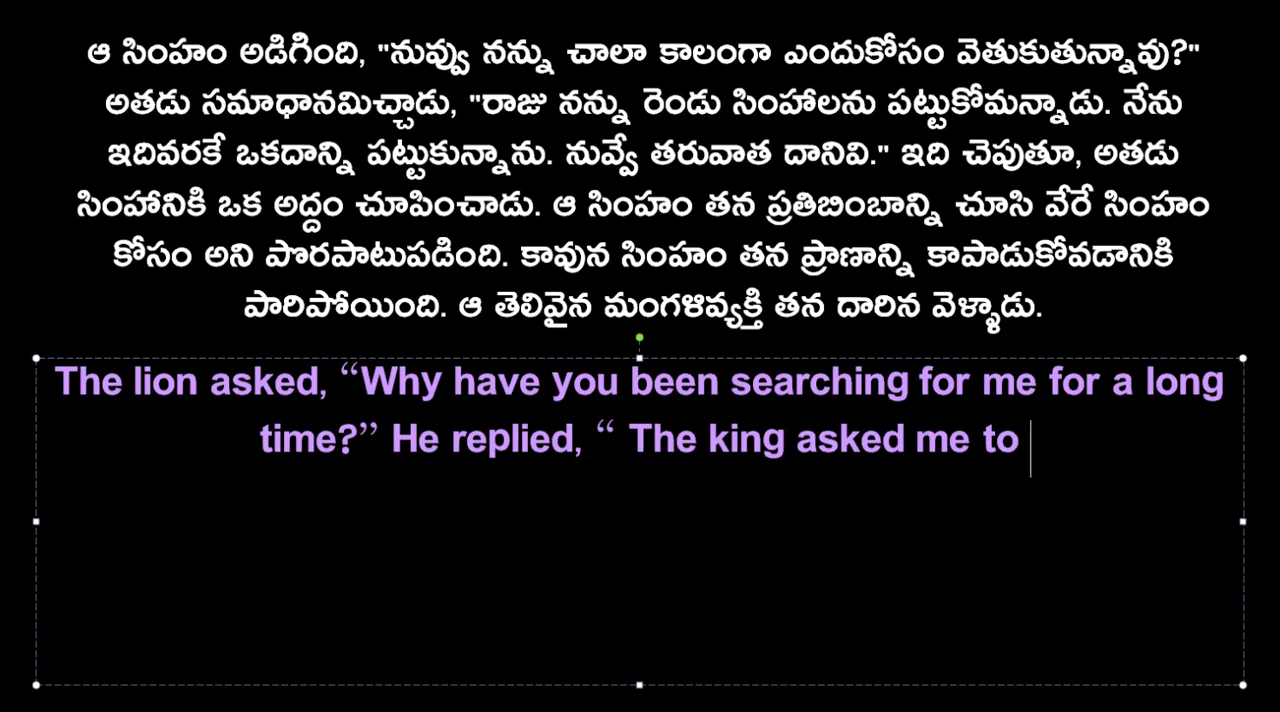 ఆ సింహం అడిగింది, "నువ్వు నన్ను చాలా కాలంగా ఎందుకోసం వెతుకుతున్నావు?"
అతడు సమాధానమిచ్చాడు, "రాజు నన్ను రెండు సింహాలను పట్టుకోమన్నాడు. నేను
ఇదివరకే ఒకదాన్ని పట్టుకున్నాను. నువ్వే తరువాత దానివి." ఇది చెపుతూ, అతడు
సింహానికి ఒక అద్దం చూపించాడు. ఆ సింహం తన ప్రతిబింబాన్ని చూసి వేరే సింహం
కోసం అని పొరపాటుపడింది. కావున సింహం తన ప్రాణాన్ని కాపాడుకోవడానికి
పారిపోయింది. ఆ తెలివైన మంగళివ్యక్తి తన దారిన వెళ్ళాడు.
The lion asked, “Why have you been searching for me for a long
time?” He replied, “ The king asked me to